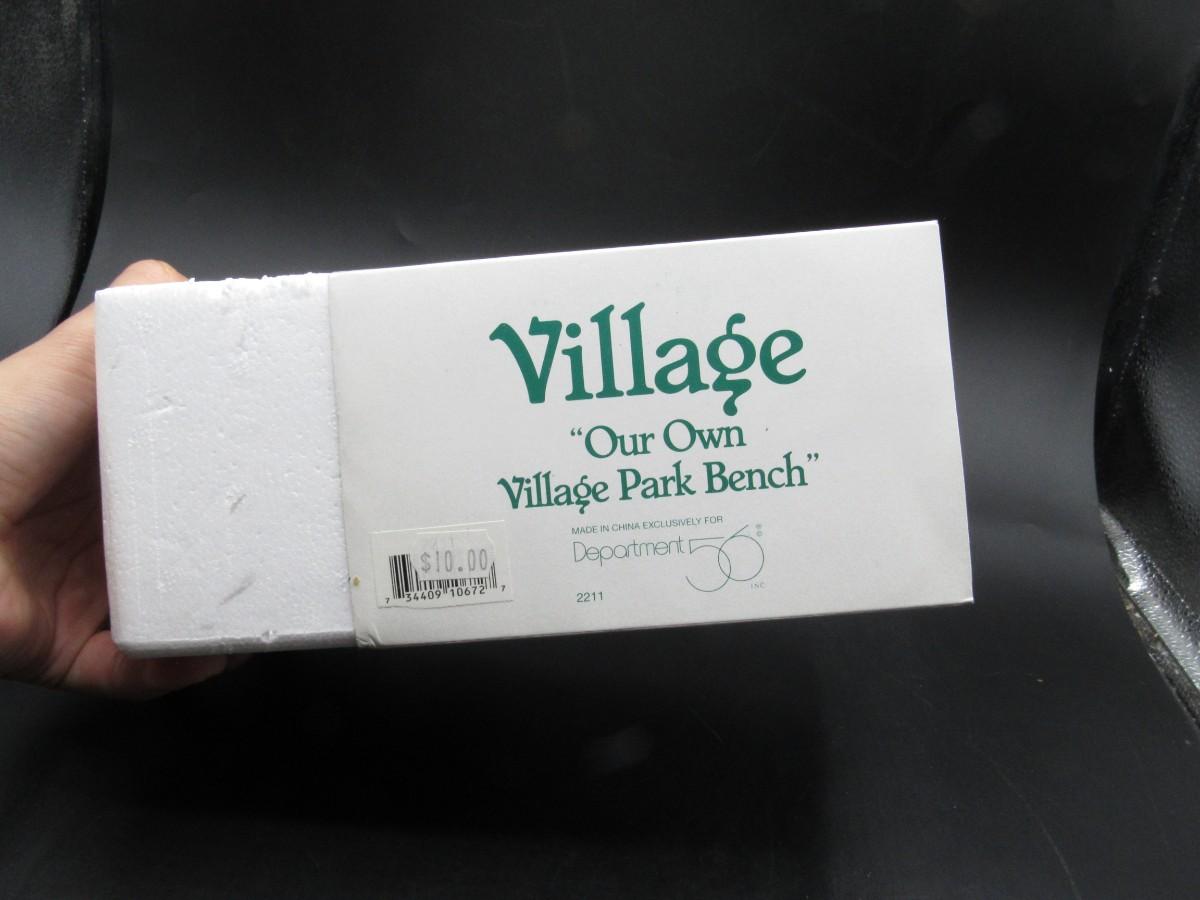 Village
“Our Own
Village Park Bench”
MADE IN CHINA EXCLUSIVELY FOR
Department 56®
INC
2211
$10.00
7 34409 10672 7